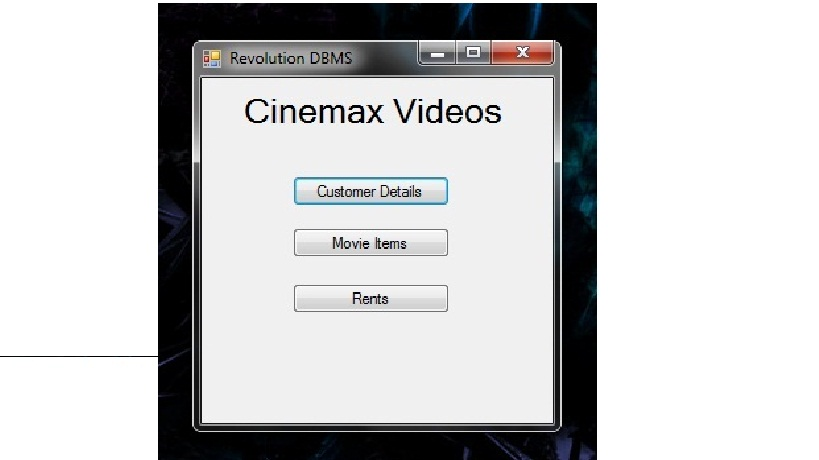 Revolution DBMS
Cinemax Videos
Customer Details
Movie Items
Rents